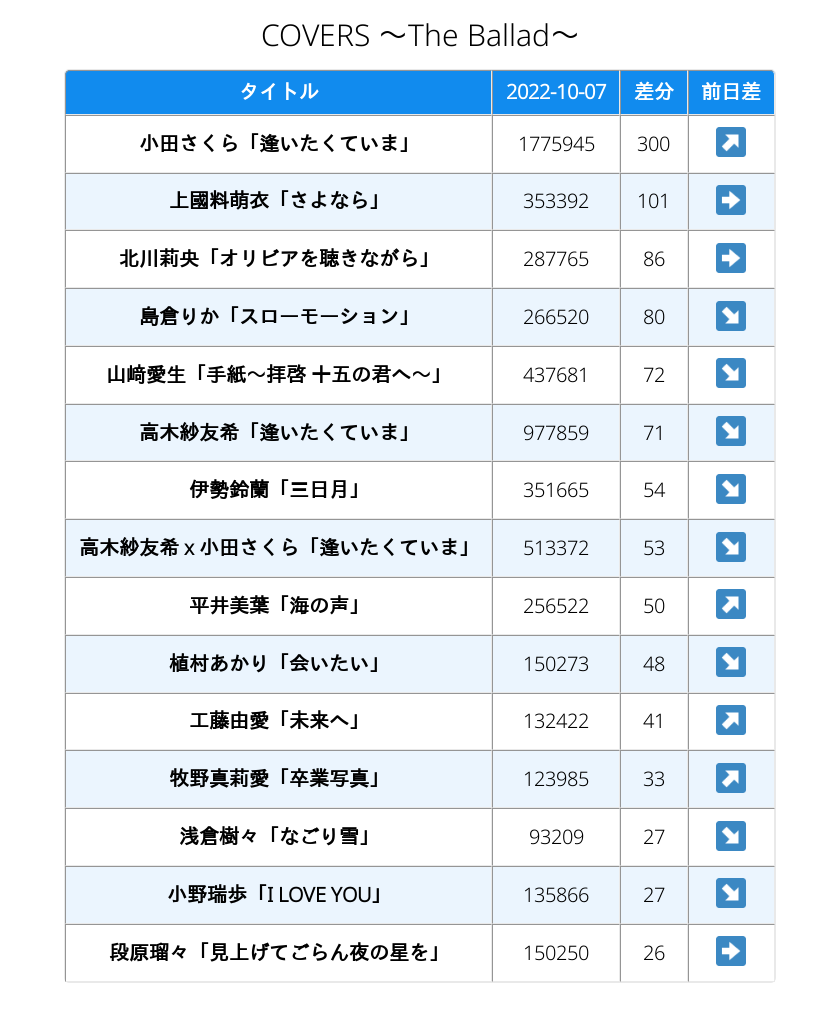 COVERS ～The Ballad～
タイトル 2022-10-07 差分 前日差
小田さくら「逢いたくていま」 1775945 300 ↗
上國料萌衣「さよなら」 353392 101 ➡
北川莉央「オリビアを聴きながら」 287765 86 ➡
島倉りか「スローモーション」 266520 80 ↘
山﨑愛生「手紙～拝啓 十五の君へ～」 437681 72 ↘
高木紗友希「逢いたくていま」 977859 71 ↘
伊勢鈴蘭「三日月」 351665 54 ↘
高木紗友希 x 小田さくら「逢いたくていま」 513372 53 ↘
平井美葉「海の声」 256522 50 ↗
植村あかり「会いたい」 150273 48 ↘
工藤由愛「未来へ」 132422 41 ↗
牧野真莉愛「卒業写真」 123985 33 ↗
浅倉樹々「なごり雪」 93209 27 ↘
小野瑞歩「I LOVE YOU」 135866 27 ↘
段原瑠々「見上げてごらん夜の星を」 150250 26 ➡